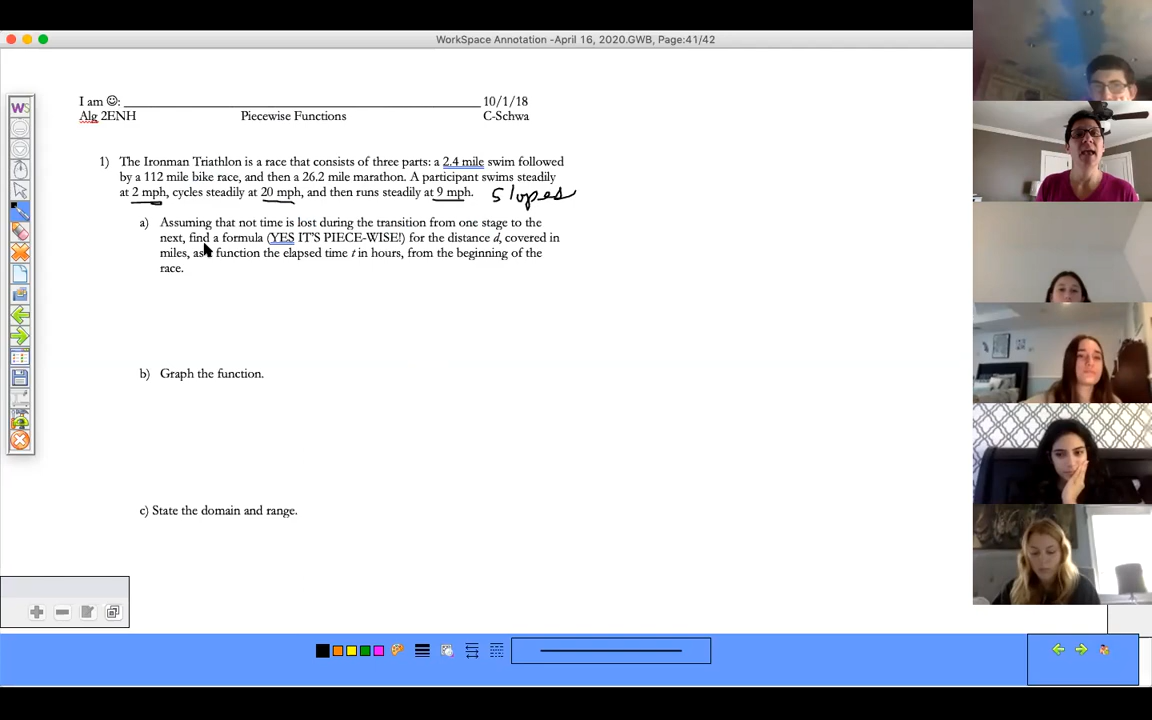 WorkSpace Annotation -April 16, 2020.GWB, Page:41/42
WS
I am ☺: ______________________________ 10/1/18
Alg 2ENH Piecewise Functions C-Schwa
1) The Ironman Triathlon is a race that consists of three parts: a 2.4 mile swim followed
by a 112 mile bike race, and then a 26.2 mile marathon. A participant swims steadily
at 2 mph, cycles steadily at 20 mph, and then runs steadily at 9 mph. slopes
a) Assuming that not time is lost during the transition from one stage to the
next, find a formula (YES IT'S PIECE-WISE!) for the distance d, covered in
miles, as function the elapsed time t in hours, from the beginning of the
race.
b) Graph the function.
c) State the domain and range.